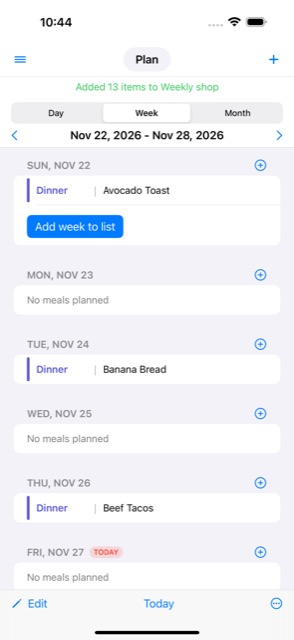 10:44
Plan
Added 13 items to Weekly shop
Day Week Month
Nov 22, 2026 - Nov 28, 2026
SUN, NOV 22
Dinner | Avocado Toast
Add week to list
MON, NOV 23
No meals planned
TUE, NOV 24
Dinner | Banana Bread
WED, NOV 25
No meals planned
THU, NOV 26
Dinner | Beef Tacos
FRI, NOV 27 TODAY
No meals planned
Edit Today